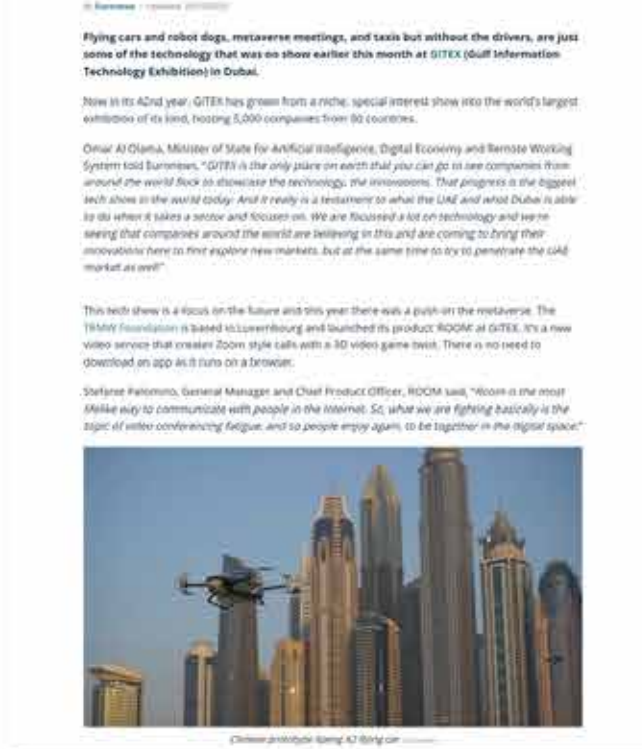 By Euronews
Flying cars and robot dogs, metaverse meetings, and taxis but without the drivers, are just
some of the technology that was on show earlier this month at GITEX (Gulf Information
Technology Exhibition) in Dubai.
Now in its 42nd year, GITEX has grown from a niche, special interest show into the world's largest
exhibition of its kind, hosting 5,000 companies from 90 countries.
Omar Al Olama, Minister of State for Artificial Intelligence, Digital Economy and Remote Working
System told Euronews, "GITEX is the only place on earth that you can go to see companies from
around the world flock to showcase the technology, the innovations. That progress is the biggest
tech show in the world today. And it really is a testament to what the UAE and what Dubai is able
to do when it takes a sector and focuses on. We are focussed a lot on technology and we're
seeing that companies around the world are believing in this and are coming to bring their
innovations here to first explore new markets, but at the same time to try to penetrate the UAE
market as well"
This tech show is a focus on the future and this year there was a push on the metaverse. The
TRMW Foundation is based in Luxembourg and launched its product 'ROOM' at GITEX. It's a new
video service that creates Zoom style calls with a 3D video game twist. There is no need to
download an app as it runs on a browser.
Stefanie Palomino, General Manager and Chief Product Officer, ROOM said, "Room is the most
lifelike way to communicate with people in the internet. So, what we are fighting basically is the
topic of video conferencing fatigue, and so people enjoy again, to be together in the digital space."
Chinese prototype Xpeng X2 flying car